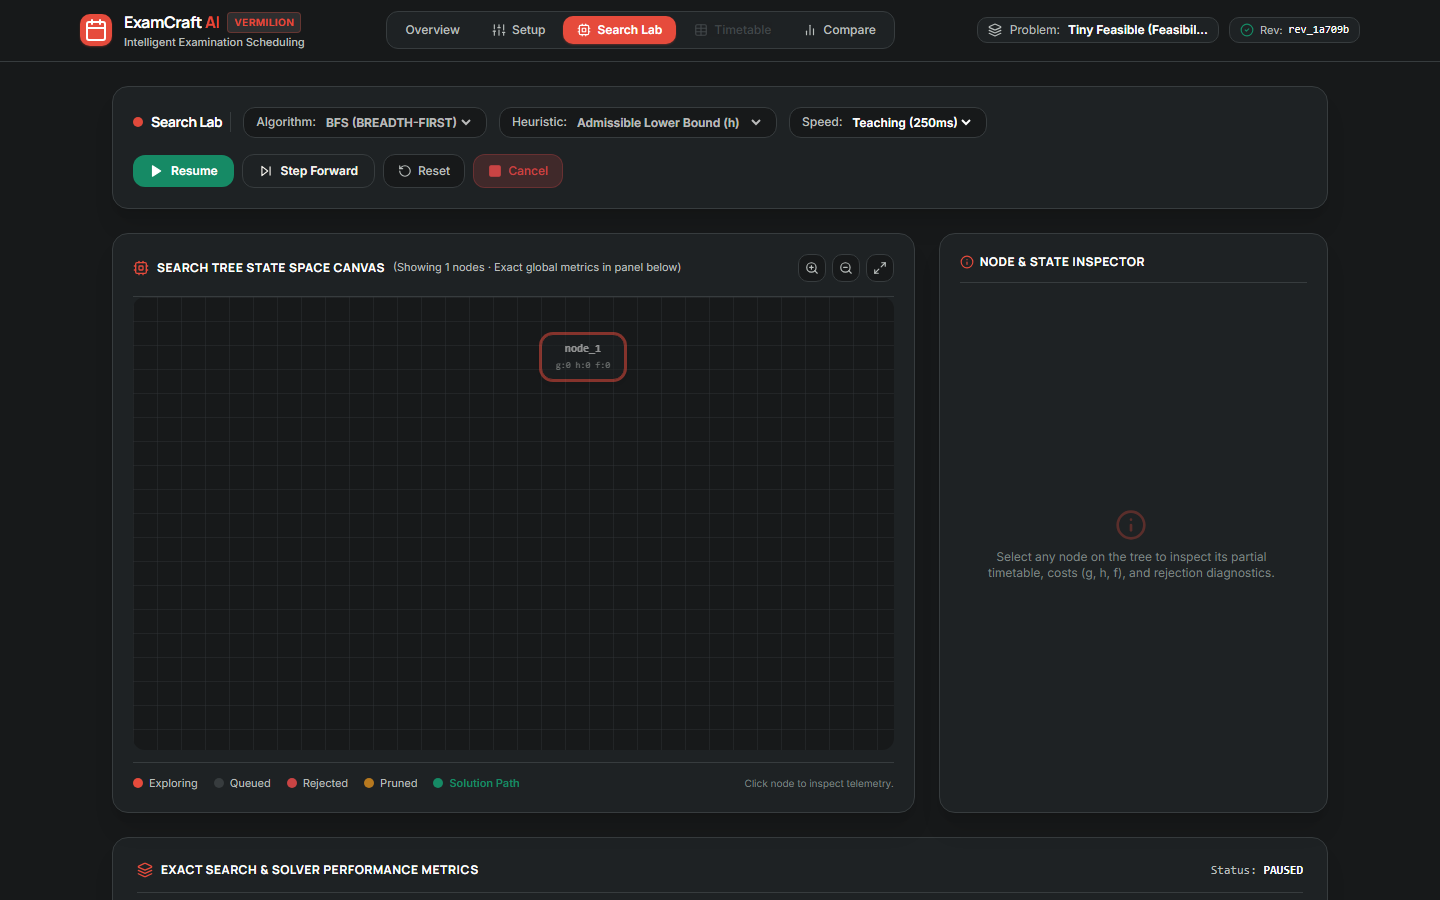 ExamCraft AI VERMILION
Intelligent Examination Scheduling
Overview
Setup
Search Lab
Timetable
Compare
Problem: Tiny Feasible (Feasibil...
Rev: rev_1a709b
Search Lab
Algorithm: BFS (BREADTH-FIRST)
Heuristic: Admissible Lower Bound (h)
Speed: Teaching (250ms)
Resume
Step Forward
Reset
Cancel
SEARCH TREE STATE SPACE CANVAS (Showing 1 nodes · Exact global metrics in panel below)
node_1
g:0 h:0 f:0
Exploring
Queued
Rejected
Pruned
Solution Path
Click node to inspect telemetry.
NODE & STATE INSPECTOR
Select any node on the tree to inspect its partial
timetable, costs (g, h, f), and rejection diagnostics.
EXACT SEARCH & SOLVER PERFORMANCE METRICS
Status: PAUSED